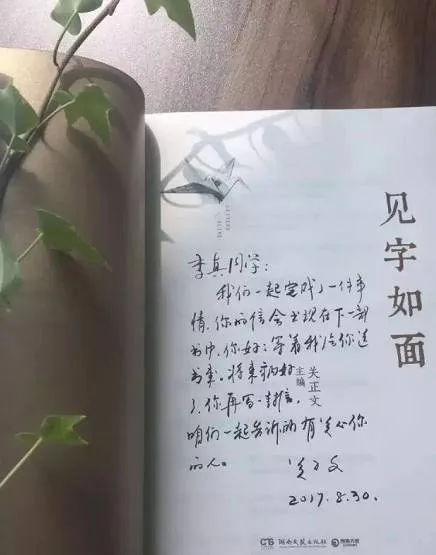 见字如面
李真同学：
我们一起完成了一件事
情，你的信会出现在下一部
书中，你好好等着我给你送
书来。将来病好
了，你再写一封信，
咱们一起告诉所有关心你
的人。
关正文
2017.8.30.
主编
关正文
湖南文艺出版社